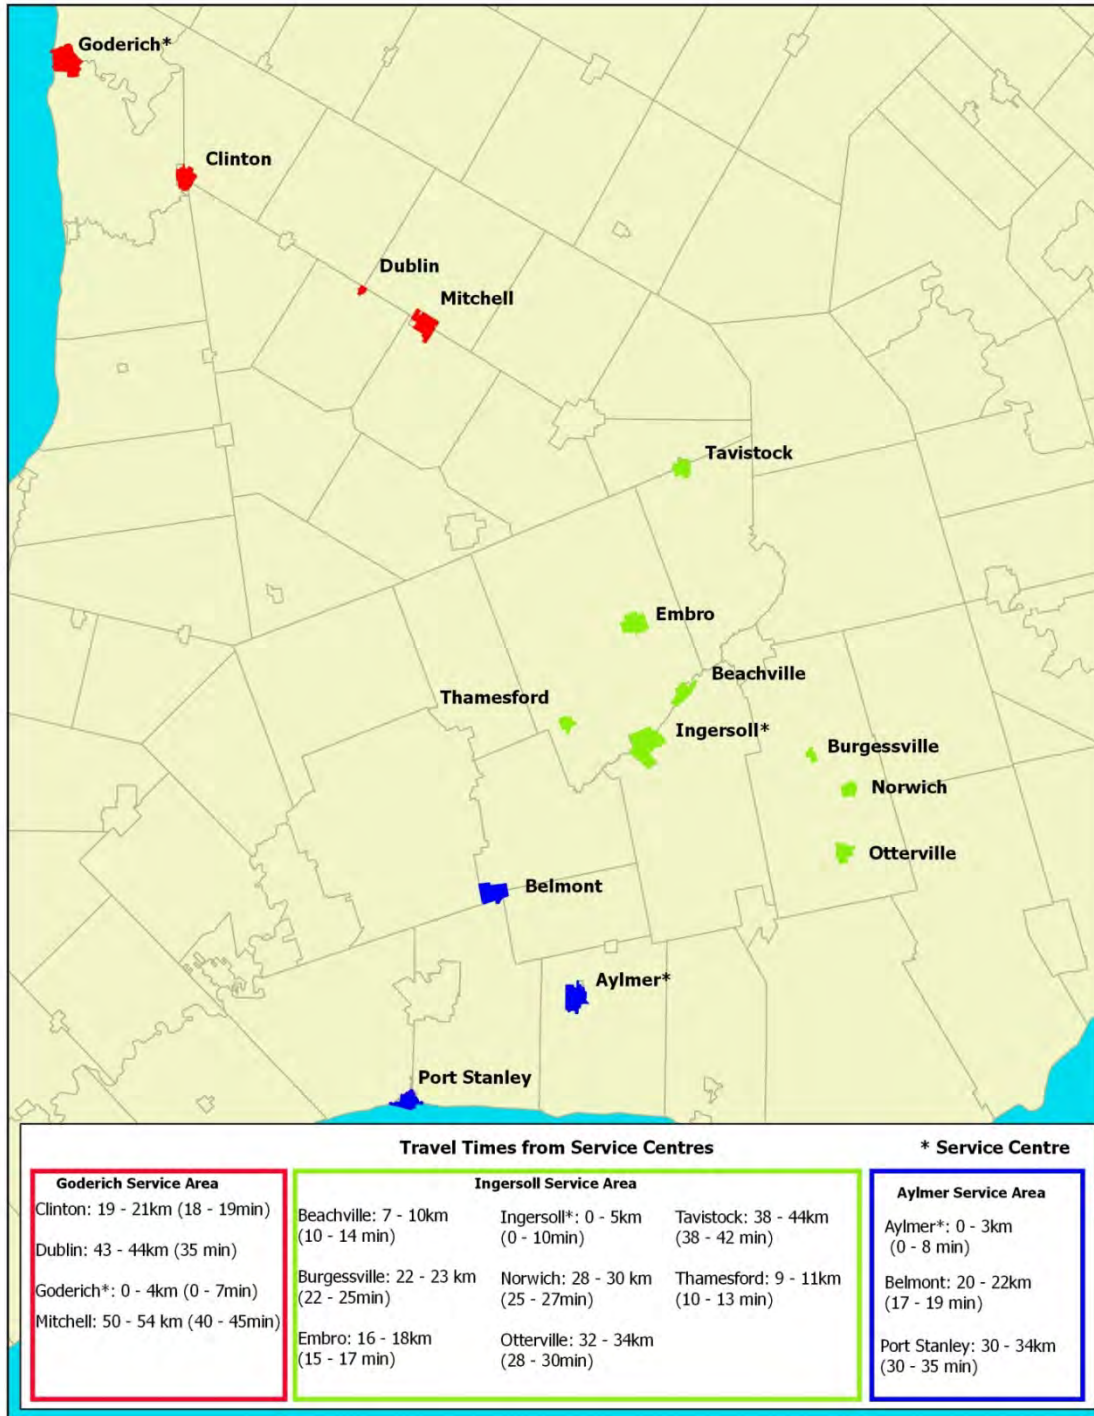 Goderich*
Clinton
Dublin
Mitchell
Tavistock
Embro
Beachville
Thamesford
Ingersoll*
Burgessville
Norwich
Otterville
Belmont
Aylmer*
Port Stanley
Travel Times from Service Centres
* Service Centre
Goderich Service Area
Clinton: 19 - 21km (18 - 19min)
Dublin: 43 - 44km (35 min)
Goderich*: 0 - 4km (0 - 7min)
Mitchell: 50 - 54 km (40 - 45min)
Ingersoll Service Area
Beachville: 7 - 10km
(10 - 14 min)
Burgessville: 22 - 23 km
(22 - 25min)
Embro: 16 - 18km
(15 - 17 min)
Ingersoll*: 0 - 5km
(0 - 10min)
Norwich: 28 - 30 km
(25 - 27min)
Otterville: 32 - 34km
(28 - 30min)
Tavistock: 38 - 44km
(38 - 42 min)
Thamesford: 9 - 11km
(10 - 13 min)
Aylmer Service Area
Aylmer*: 0 - 3km
(0 - 8 min)
Belmont: 20 - 22km
(17 - 19 min)
Port Stanley: 30 - 34km
(30 - 35 min)